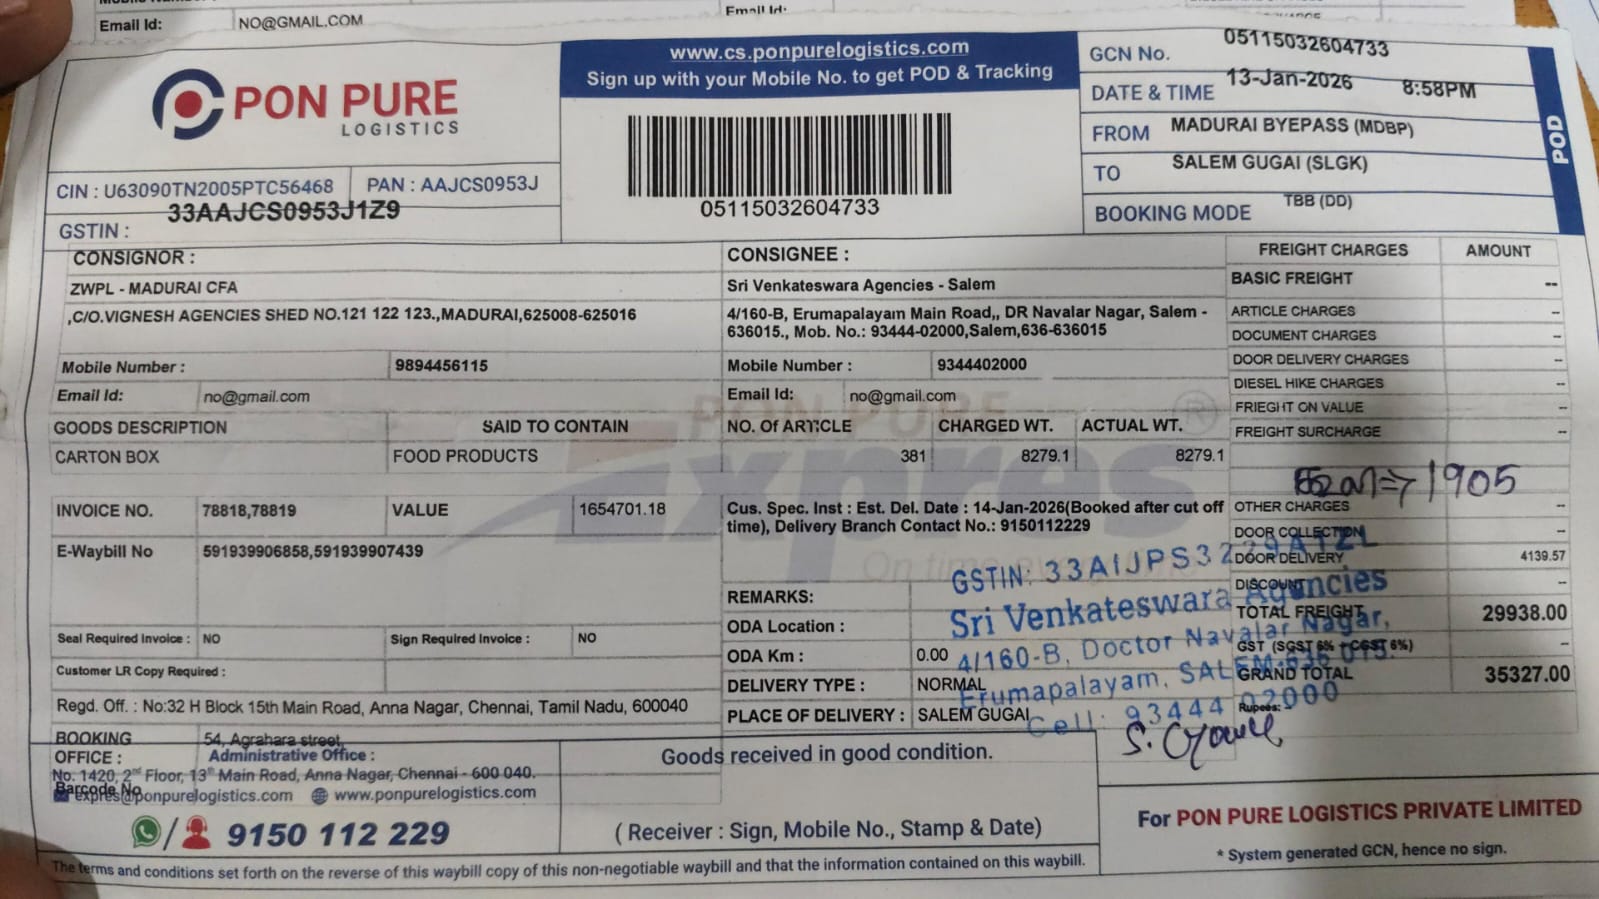 Email Id: NO@GMAIL.COM
Email Id:
PON PURE
LOGISTICS
CIN : U63090TN2005PTC56468 PAN : AAJCS0953J
33AAJCS0953J1Z9
GSTIN :
www.cs.ponpurelogistics.com
Sign up with your Mobile No. to get POD & Tracking
05115032604733
GCN No. 05115032604733
DATE & TIME 13-Jan-2026 8:58PM
FROM MADURAI BYEPASS (MDBP)
TO SALEM GUGAI (SLGK)
BOOKING MODE TBB (DD)
POD
CONSIGNOR :
ZWPL - MADURAI CFA
,C/O.VIGNESH AGENCIES SHED NO.121 122 123.,MADURAI,625008-625016
Mobile Number : 9894456115
Email Id: no@gmail.com
CONSIGNEE :
Sri Venkateswara Agencies - Salem
4/160-B, Erumapalayam Main Road,, DR Navalar Nagar, Salem -
636015., Mob. No.: 93444-02000,Salem,636-636015
Mobile Number : 9344402000
Email Id: no@gmail.com
GOODS DESCRIPTION SAID TO CONTAIN NO. Of ARTICLE CHARGED WT. ACTUAL WT.
CARTON BOX FOOD PRODUCTS 381 8279.1 8279.1
PON PURE
Expres
®
INVOICE NO. 78818,78819 VALUE 1654701.18
E-Waybill No 591939906858,591939907439
Cus. Spec. Inst : Est. Del. Date : 14-Jan-2026(Booked after cut off
time), Delivery Branch Contact No.: 9150112229
REMARKS:
ODA Location :
ODA Km : 0.00
DELIVERY TYPE : NORMAL
PLACE OF DELIVERY : SALEM GUGAI
Seal Required Invoice : NO Sign Required Invoice : NO
Customer LR Copy Required :
Regd. Off. : No:32 H Block 15th Main Road, Anna Nagar, Chennai, Tamil Nadu, 600040
BOOKING 54, Agrahara street,
OFFICE : Administrative Office :
No. 1420, 2nd Floor, 13th Main Road, Anna Nagar, Chennai - 600 040.
Barcode No
expres@ponpurelogistics.com www.ponpurelogistics.com
9150 112 229
FREIGHT CHARGES AMOUNT
BASIC FREIGHT --
ARTICLE CHARGES --
DOCUMENT CHARGES --
DOOR DELIVERY CHARGES --
DIESEL HIKE CHARGES --
FRIEGHT ON VALUE --
FREIGHT SURCHARGE --
1905
OTHER CHARGES --
DOOR COLLECTION --
DOOR DELIVERY 4139.57
DISCOUNT --
TOTAL FREIGHT 29938.00
GST (SGST 6% +CGST 6%) --
GRAND TOTAL 35327.00
Rupees: -
Sri Venkateswara Agencies
4/160-B, Doctor Navalar Nagar,
Erumapalayam, SALEM-636 015.
Cell: 93444 02000
Goods received in good condition.
( Receiver : Sign, Mobile No., Stamp & Date)
For PON PURE LOGISTICS PRIVATE LIMITED
* System generated GCN, hence no sign.
The terms and conditions set forth on the reverse of this waybill copy of this non-negotiable waybill and that the information contained on this waybill.